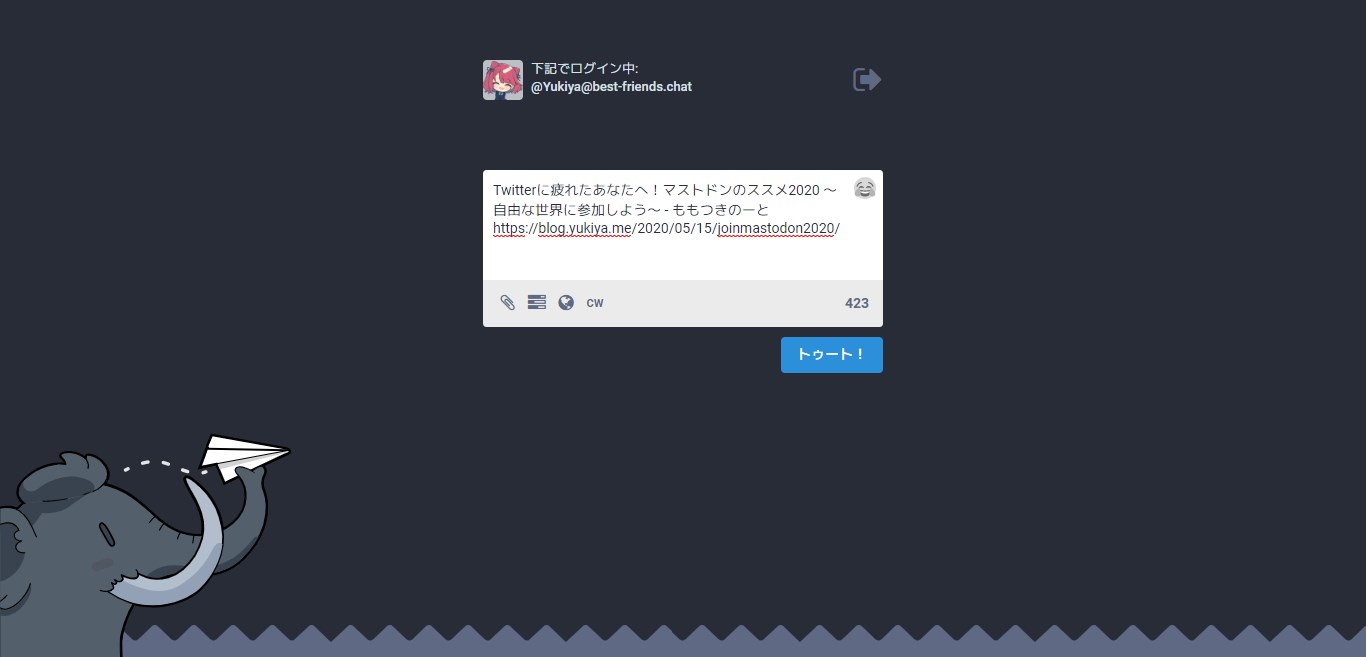 下記でログイン中:
@Yukiya@best-friends.chat
Twitterに疲れたあなたへ！マストドンのススメ2020 〜
自由な世界に参加しよう〜 - ももつきのーと
https://blog.yukiya.me/2020/05/15/joinmastodon2020/
CW 423
トゥート！